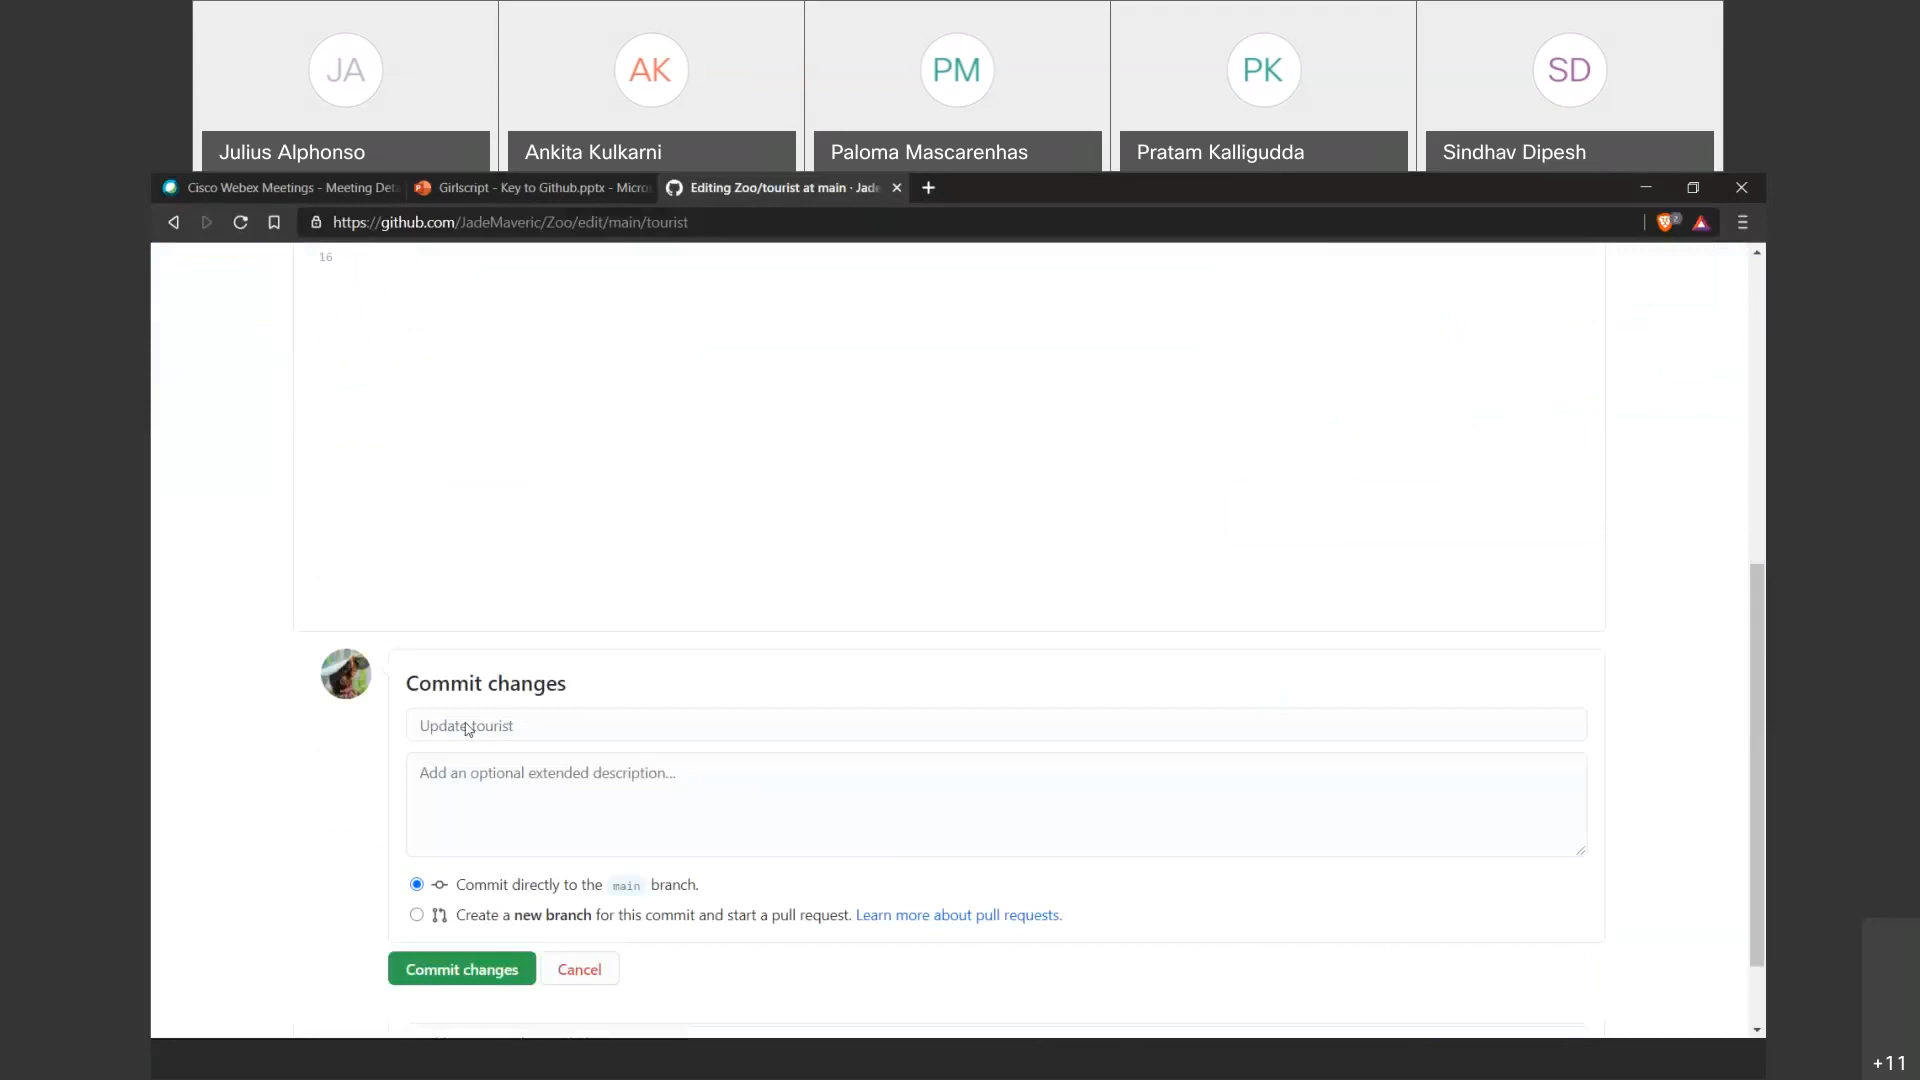 JA
AK
PM
PK
SD
Julius Alphonso
Ankita Kulkarni
Paloma Mascarenhas
Pratam Kalligudda
Sindhav Dipesh
Cisco Webex Meetings - Meeting Deta
Girlscript - Key to Github.pptx - Micros
Editing Zoo/tourist at main · Jade
https://github.com/JadeMaveric/Zoo/edit/main/tourist
2
16
Commit changes
Update tourist
Add an optional extended description...
Commit directly to the main branch.
Create a new branch for this commit and start a pull request. Learn more about pull requests.
Commit changes
Cancel
+11